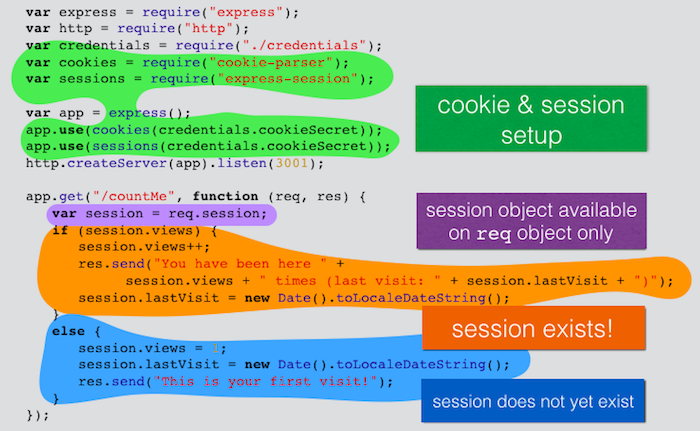 var express = require("express");
var http = require("http");
var credentials = require("./credentials");
var cookies = require("cookie-parser");
var sessions = require("express-session");
var app = express();
app.use(cookies(credentials.cookieSecret));
app.use(sessions(credentials.cookieSecret));
http.createServer(app).listen(3001);
cookie & session
setup
app.get("/countMe", function (req, res) {
var session = req.session;
session object available
on req object only
if (session.views) {
session.views++;
res.send("You have been here " +
session.views + " times (last visit: " + session.lastVisit + ")");
session.lastVisit = new Date().toLocaleDateString();
}
session exists!
else {
session.views = 1;
session.lastVisit = new Date().toLocaleDateString();
res.send("This is your first visit!");
}
session does not yet exist
});